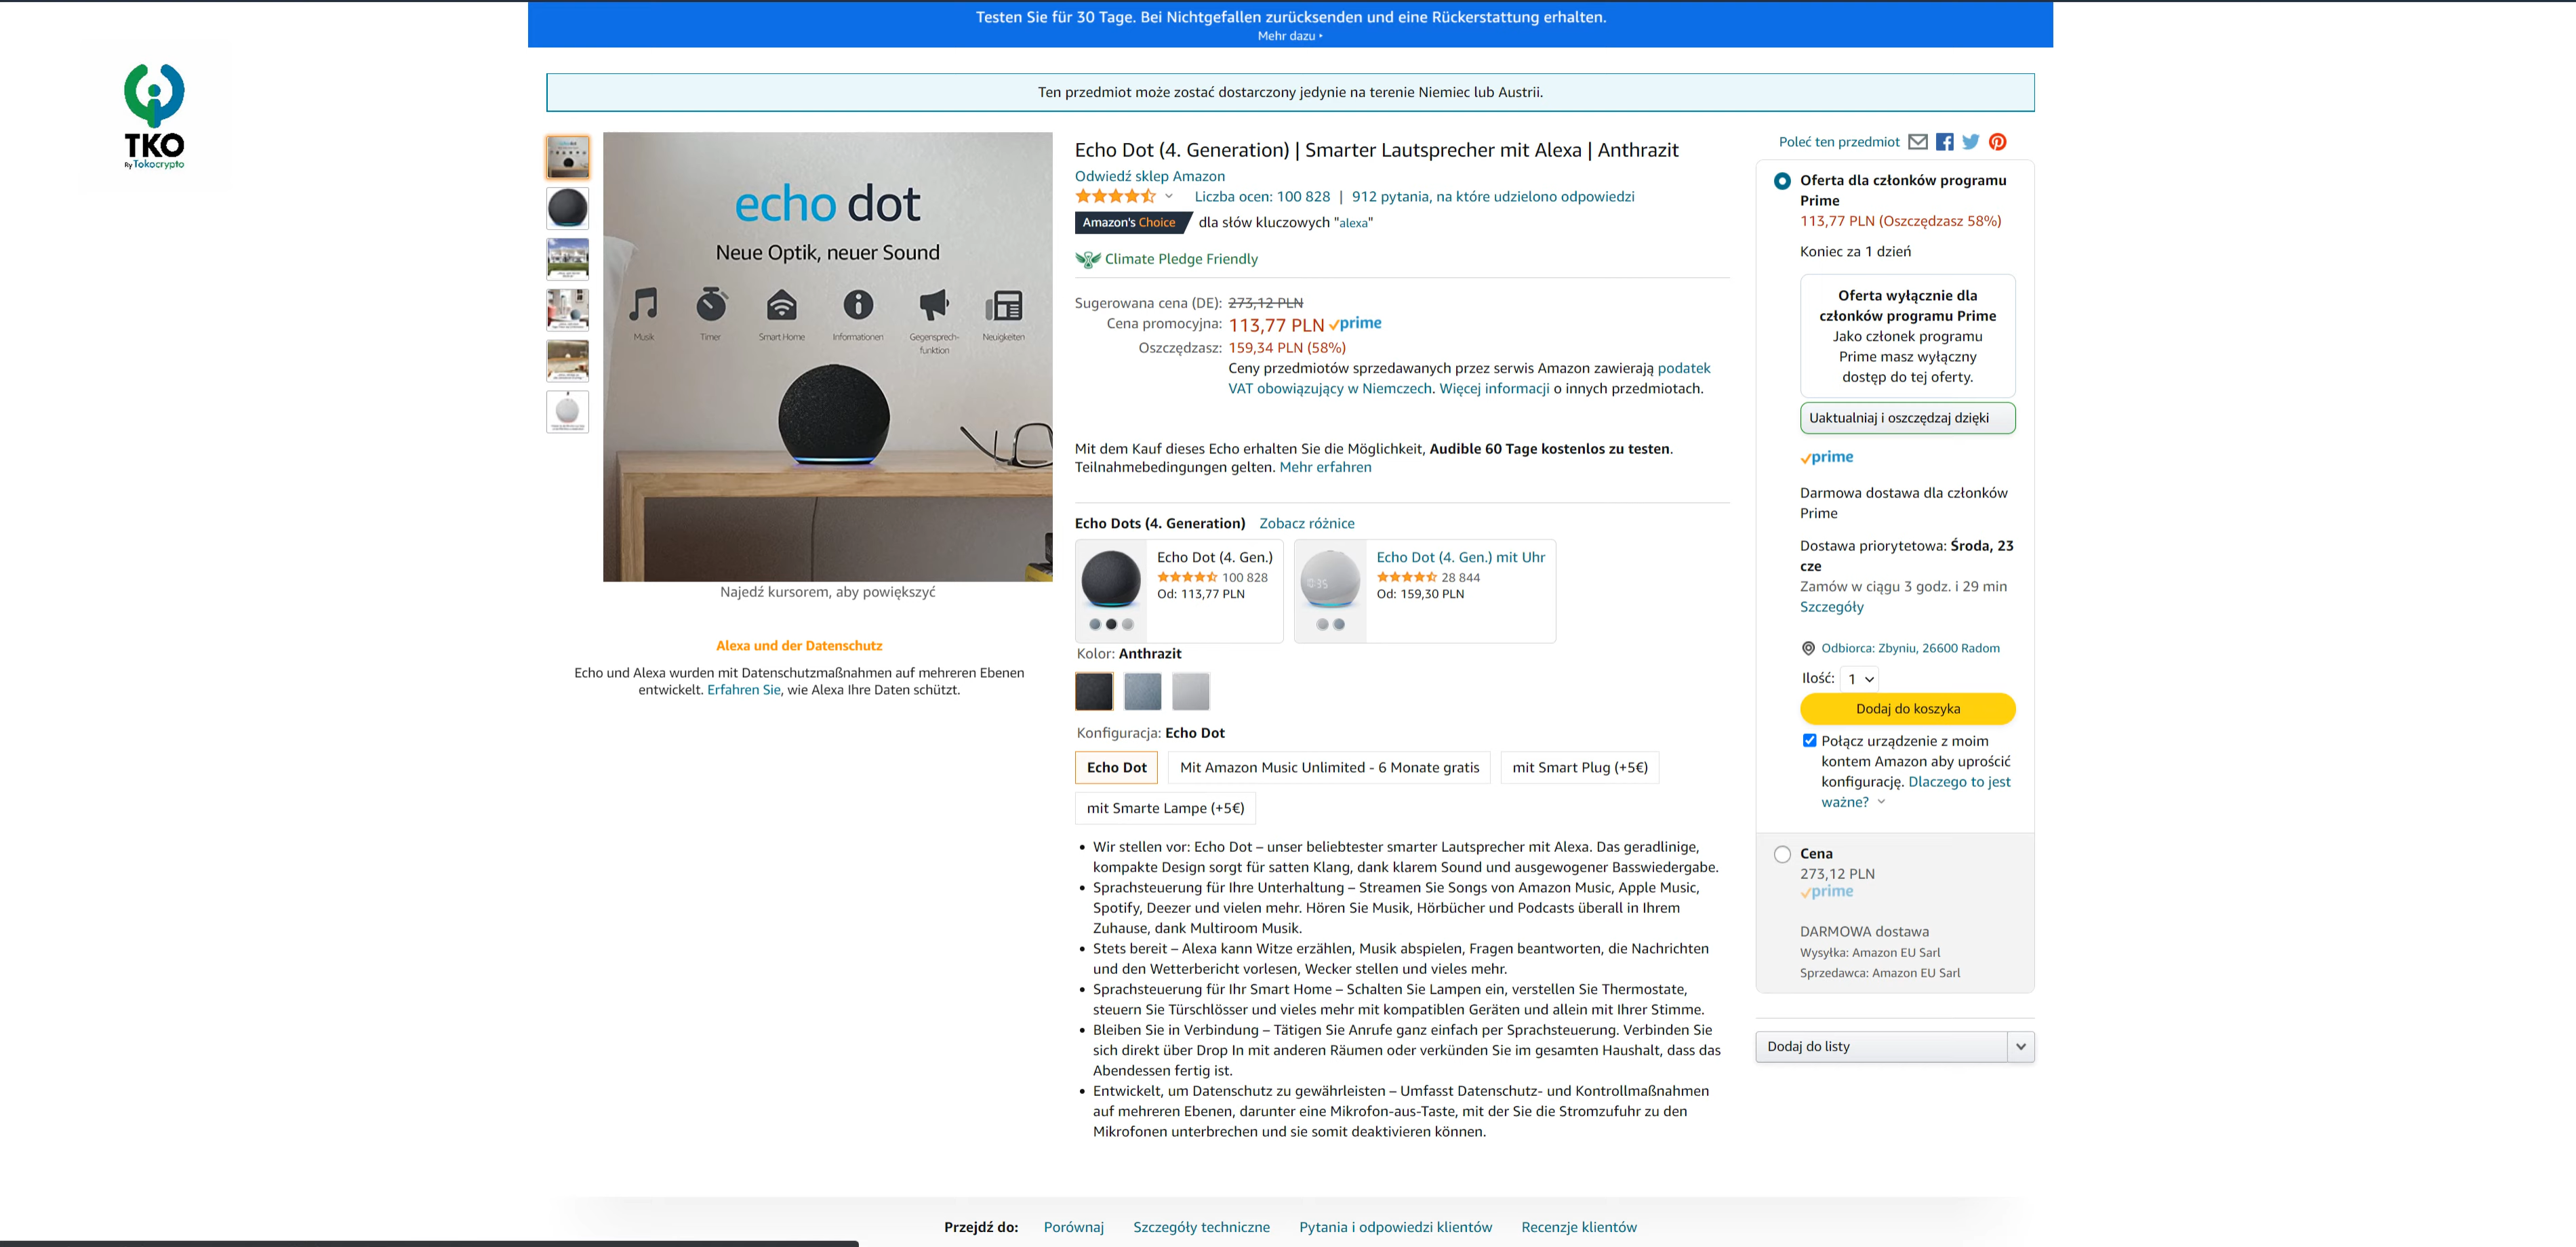 Testen Sie für 30 Tage. Bei Nichtgefallen zurücksenden und eine Rückerstattung erhalten.
Mehr dazu ▸
TKO
By Tokocrypto
Ten przedmiot może zostać dostarczony jedynie na terenie Niemiec lub Austrii.
echo dot
Neue Optik, neuer Sound
Musik
Timer
Smart Home
Informationen
Gegensprech-
funktion
Neuigkeiten
Najedź kursorem, aby powiększyć
Alexa und der Datenschutz
Echo und Alexa wurden mit Datenschutzmaßnahmen auf mehreren Ebenen
entwickelt. Erfahren Sie, wie Alexa Ihre Daten schützt.
Echo Dot (4. Generation) | Smarter Lautsprecher mit Alexa | Anthrazit
Odwiedź sklep Amazon
Liczba ocen: 100 828 | 912 pytania, na które udzielono odpowiedzi
Amazon's Choice dla słów kluczowych "alexa"
Climate Pledge Friendly
Sugerowana cena (DE): 273,12 PLN
Cena promocyjna: 113,77 PLN prime
Oszczędzasz: 159,34 PLN (58%)
Ceny przedmiotów sprzedawanych przez serwis Amazon zawierają podatek
VAT obowiązujący w Niemczech. Więcej informacji o innych przedmiotach.
Mit dem Kauf dieses Echo erhalten Sie die Möglichkeit, Audible 60 Tage kostenlos zu testen.
Teilnahmebedingungen gelten. Mehr erfahren
Echo Dots (4. Generation) Zobacz różnice
Echo Dot (4. Gen.)
100 828
Od: 113,77 PLN
0:35
Echo Dot (4. Gen.) mit Uhr
28 844
Od: 159,30 PLN
Kolor: Anthrazit
Konfiguracja: Echo Dot
Echo Dot
Mit Amazon Music Unlimited - 6 Monate gratis
mit Smart Plug (+5€)
mit Smarte Lampe (+5€)
• Wir stellen vor: Echo Dot – unser beliebtester smarter Lautsprecher mit Alexa. Das geradlinige,
kompakte Design sorgt für satten Klang, dank klarem Sound und ausgewogener Basswiedergabe.
• Sprachsteuerung für Ihre Unterhaltung – Streamen Sie Songs von Amazon Music, Apple Music,
Spotify, Deezer und vielen mehr. Hören Sie Musik, Hörbücher und Podcasts überall in Ihrem
Zuhause, dank Multiroom Musik.
• Stets bereit – Alexa kann Witze erzählen, Musik abspielen, Fragen beantworten, die Nachrichten
und den Wetterbericht vorlesen, Wecker stellen und vieles mehr.
• Sprachsteuerung für Ihr Smart Home – Schalten Sie Lampen ein, verstellen Sie Thermostate,
steuern Sie Türschlösser und vieles mehr mit kompatiblen Geräten und allein mit Ihrer Stimme.
• Bleiben Sie in Verbindung – Tätigen Sie Anrufe ganz einfach per Sprachsteuerung. Verbinden Sie
sich direkt über Drop In mit anderen Räumen oder verkünden Sie im gesamten Haushalt, dass das
Abendessen fertig ist.
• Entwickelt, um Datenschutz zu gewährleisten – Umfasst Datenschutz- und Kontrollmaßnahmen
auf mehreren Ebenen, darunter eine Mikrofon-aus-Taste, mit der Sie die Stromzufuhr zu den
Mikrofonen unterbrechen und sie somit deaktivieren können.
Poleć ten przedmiot
Oferta dla członków programu
Prime
113,77 PLN (Oszczędzasz 58%)
Koniec za 1 dzień
Oferta wyłącznie dla
członków programu Prime
Jako członek programu
Prime masz wyłączny
dostęp do tej oferty.
Uaktualniaj i oszczędzaj dzięki
prime
Darmowa dostawa dla członków
Prime
Dostawa priorytetowa: Środa, 23
cze
Zamów w ciągu 3 godz. i 29 min
Szczegóły
Odbiorca: Zbyniu, 26600 Radom
Ilość: 1
Dodaj do koszyka
Połącz urządzenie z moim
kontem Amazon aby uprościć
konfigurację. Dlaczego to jest
ważne?
Cena
273,12 PLN
prime
DARMOWA dostawa
Wysyłka: Amazon EU Sarl
Sprzedawca: Amazon EU Sarl
Dodaj do listy
Przejdź do: Porównaj Szczegóły techniczne Pytania i odpowiedzi klientów Recenzje klientów